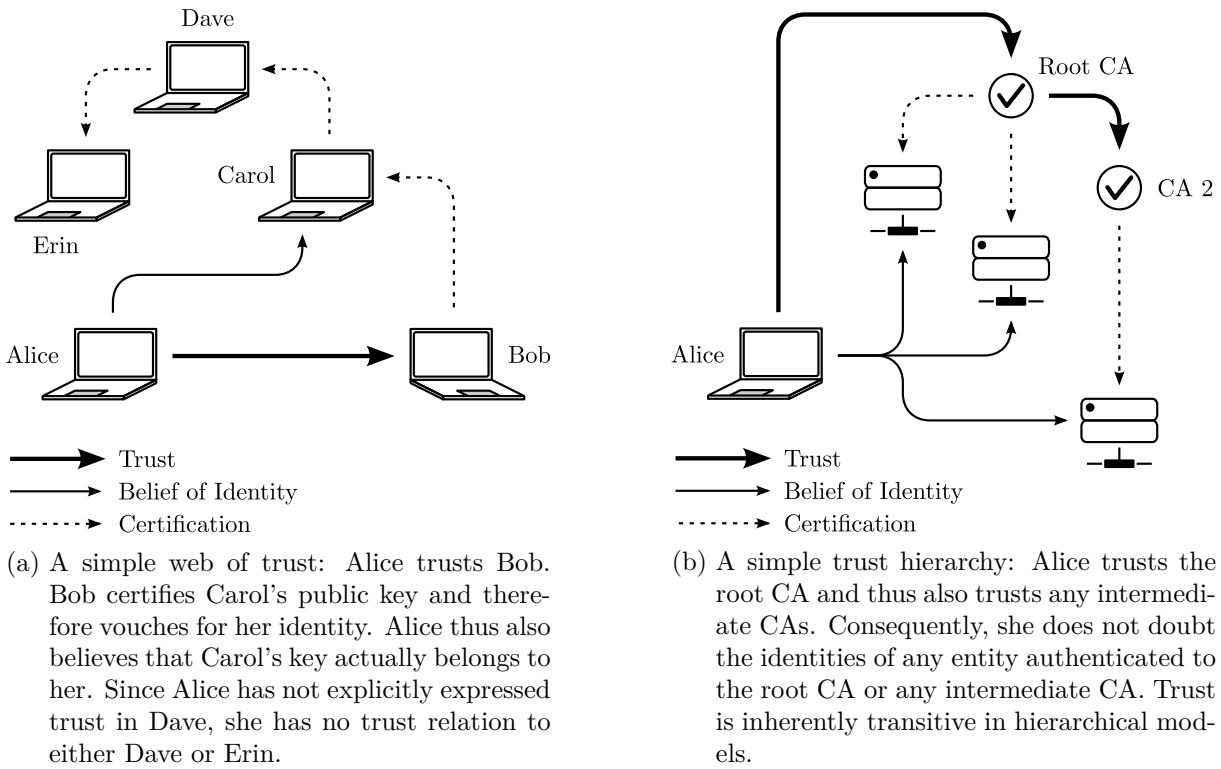 Dave
Carol
Erin
Alice
Bob
Trust
Belief of Identity
Certification
(a) A simple web of trust: Alice trusts Bob.
Bob certifies Carol's public key and there-
fore vouches for her identity. Alice thus also
believes that Carol's key actually belongs to
her. Since Alice has not explicitly expressed
trust in Dave, she has no trust relation to
either Dave or Erin.
Root CA
CA 2
Alice
Trust
Belief of Identity
Certification
(b) A simple trust hierarchy: Alice trusts the
root CA and thus also trusts any intermedi-
ate CAs. Consequently, she does not doubt
the identities of any entity authenticated to
the root CA or any intermediate CA. Trust
is inherently transitive in hierarchical mod-
els.